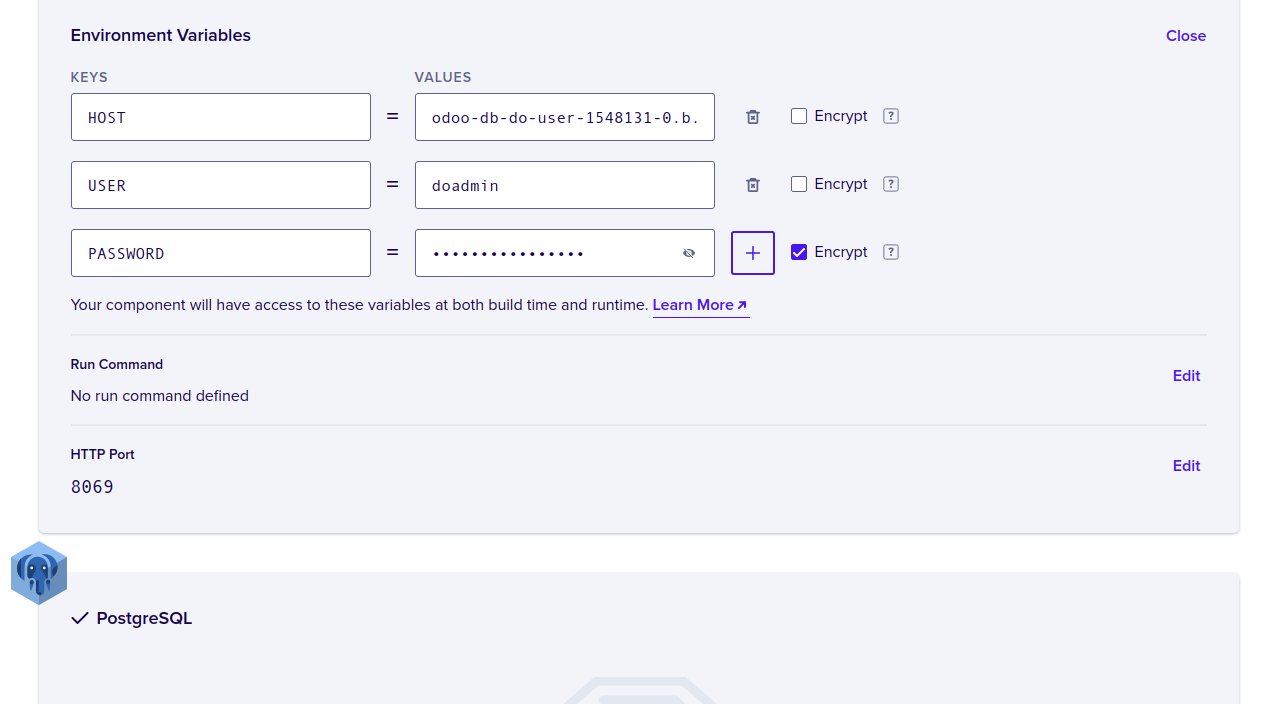 Environment Variables Close
KEYS VALUES
HOST = odoo-db-do-user-1548131-0.b. Encrypt ?
USER = doadmin Encrypt ?
PASSWORD = ••••••••••••••• + Encrypt ?
Your component will have access to these variables at both build time and runtime. Learn More
Run Command
Edit
No run command defined
HTTP Port
Edit
8069
PostgreSQL